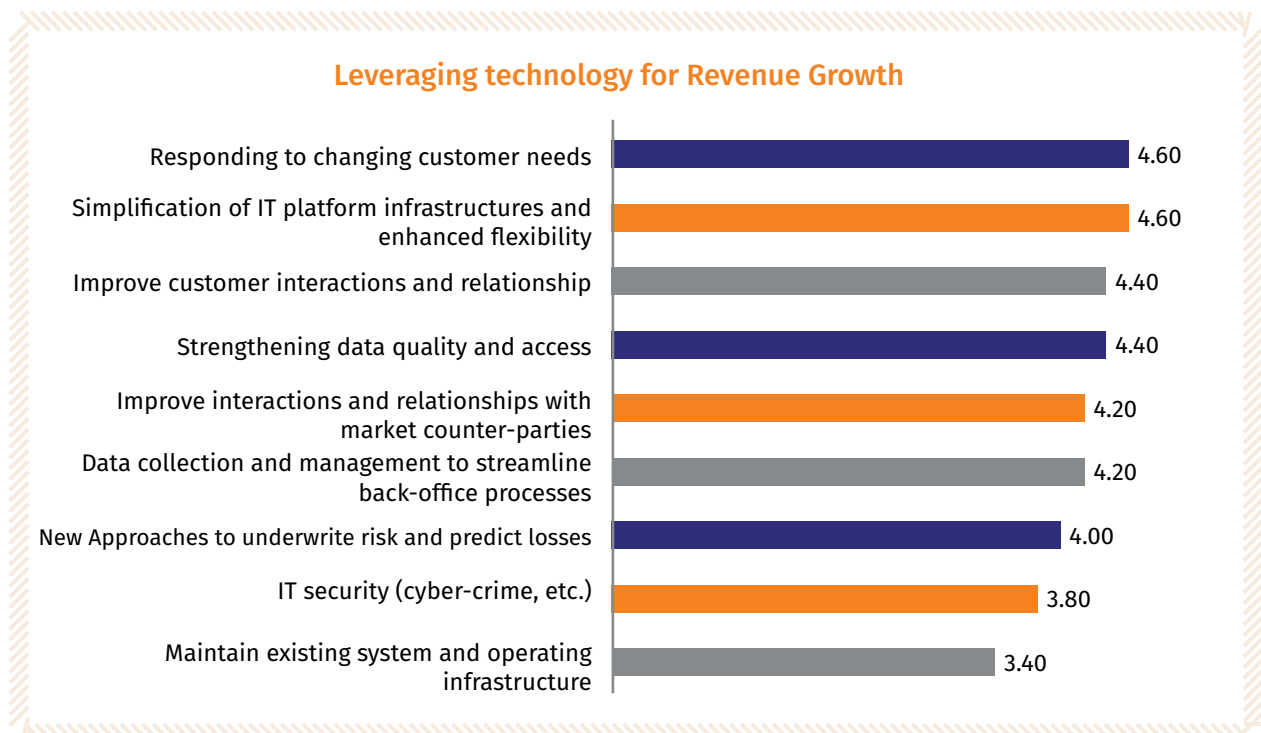 Leveraging technology for Revenue Growth
Responding to changing customer needs
4.60
Simplification of IT platform infrastructures and
enhanced flexibility
4.60
Improve customer interactions and relationship
4.40
Strengthening data quality and access
4.40
Improve interactions and relationships with
market counter-parties
4.20
Data collection and management to streamline
back-office processes
4.20
New Approaches to underwrite risk and predict losses
4.00
IT security (cyber-crime, etc.)
3.80
Maintain existing system and operating
infrastructure
3.40